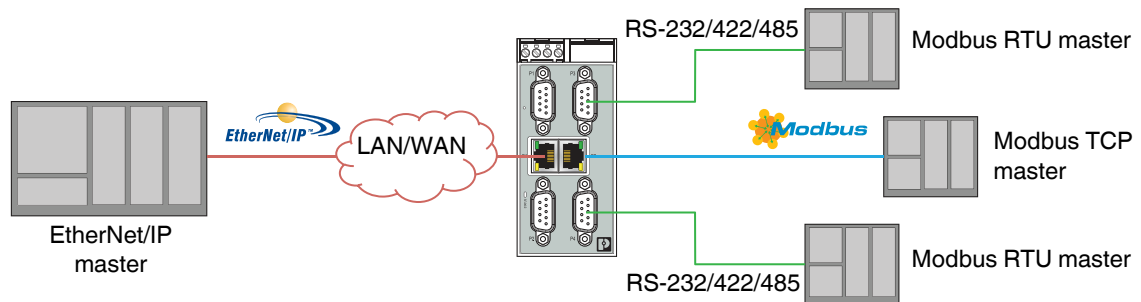 RS-232/422/485
Modbus RTU master
EtherNet/IP™
LAN/WAN
Modbus
Modbus TCP
master
EtherNet/IP
master
RS-232/422/485
Modbus RTU master